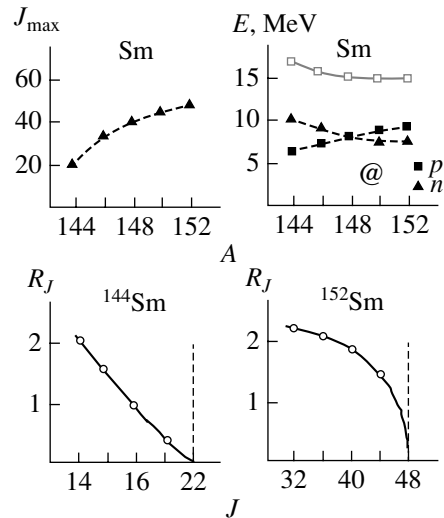 J_max
Sm
60
40
20
144 148 152
E, MeV
Sm
15
10
5
@
p
n
144 148 152
A
R_J
^144Sm
2
1
14 16 19 22
R_J
^152Sm
2
1
32 40 48
J